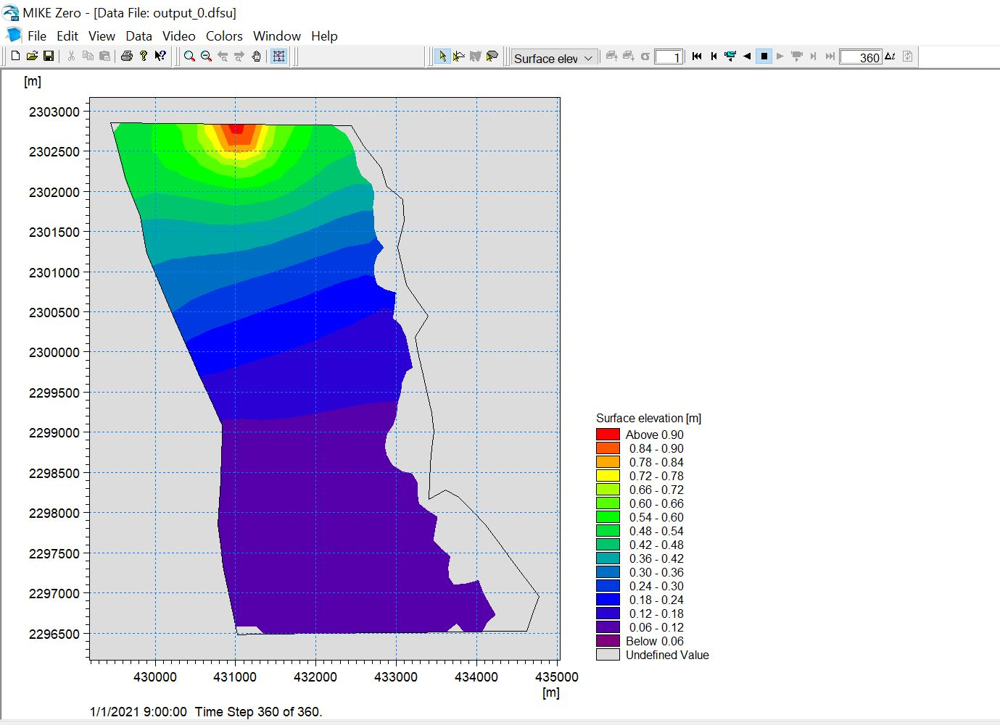 MIKE Zero - [Data File: output_0.dfsu]
File Edit View Data Video Colors Window Help
Surface elev 1 360 Δt
[m]
2303000
2302500
2302000
2301500
2301000
2300500
2300000
2299500
2299000
2298500
2298000
2297500
2297000
2296500
430000 431000 432000 433000 434000 435000
[m]
Surface elevation [m]
Above 0.90
0.84 - 0.90
0.78 - 0.84
0.72 - 0.78
0.66 - 0.72
0.60 - 0.66
0.54 - 0.60
0.48 - 0.54
0.42 - 0.48
0.36 - 0.42
0.30 - 0.36
0.24 - 0.30
0.18 - 0.24
0.12 - 0.18
0.06 - 0.12
Below 0.06
Undefined Value
1/1/2021 9:00:00 Time Step 360 of 360.